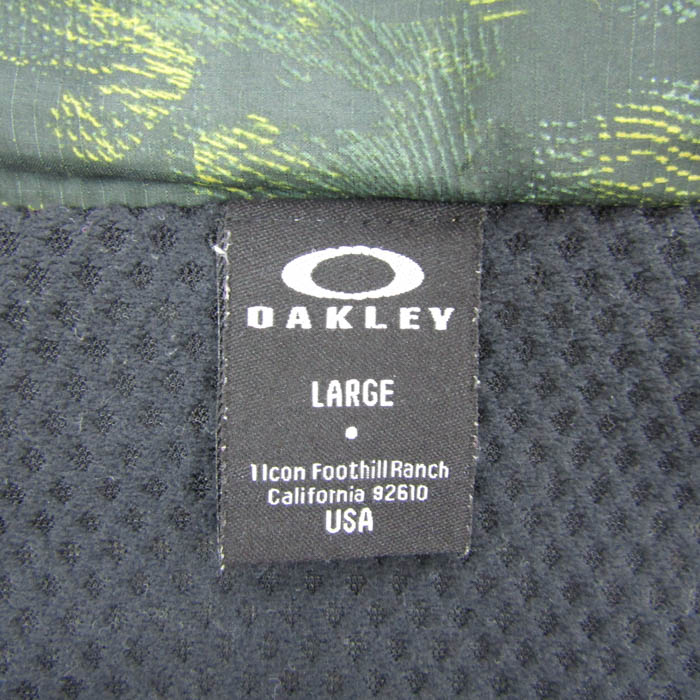 OAKLEY
LARGE
1 Icon Foothill Ranch
California 92610
USA